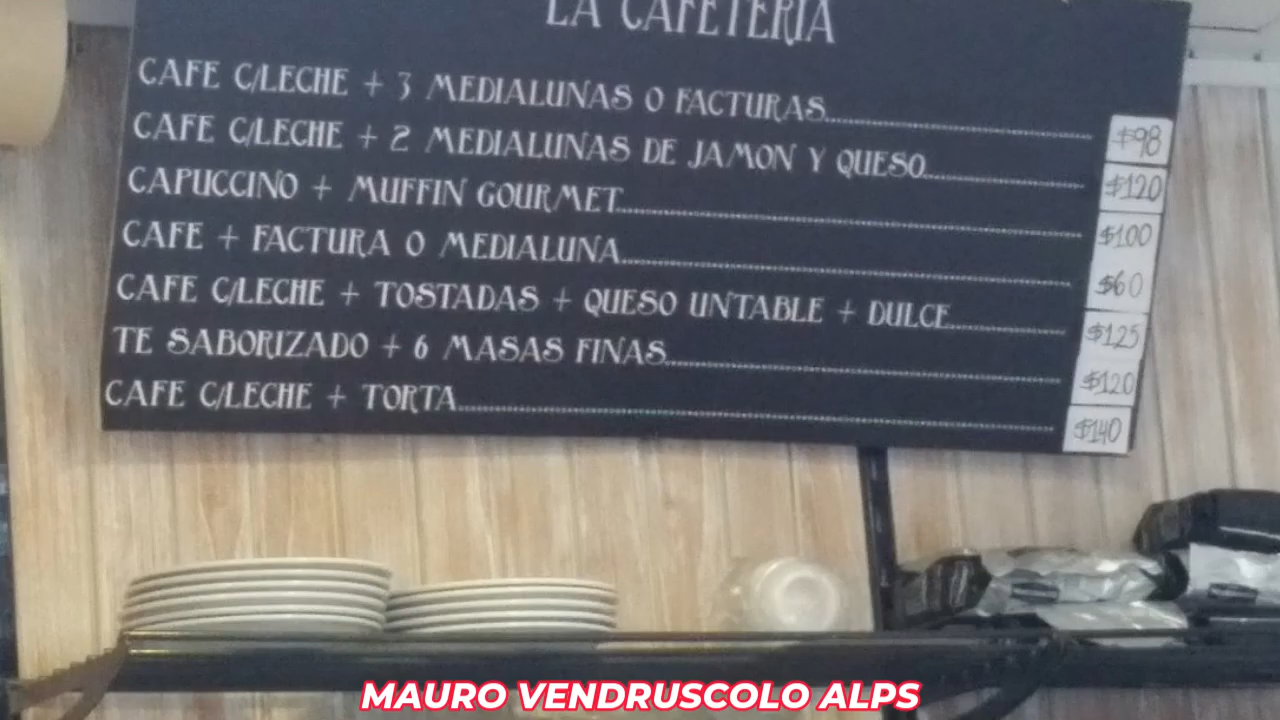 LA CAFETERIA
CAFE C/LECHE + 3 MEDIALUNAS O FACTURAS........ $98
CAFE C/LECHE + 2 MEDIALUNAS DE JAMON Y QUESO........ $120
CAPUCCINO + MUFFIN GOURMET........ $100
CAFE + FACTURA O MEDIALUNA........ $60
CAFE C/LECHE + TOSTADAS + QUESO UNTABLE + DULCE........ $125
TE SABORIZADO + 6 MASAS FINAS........ $120
CAFE C/LECHE + TORTA........ $140
MAURO VENDRUSCOLO ALPS